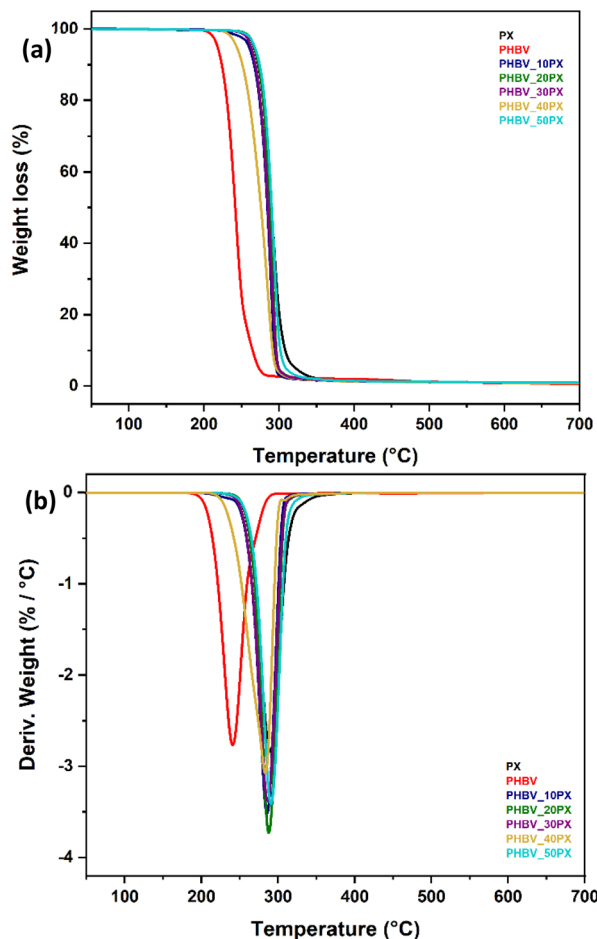 (a)
100
80
60
40
20
0
Weight loss (%)
100 200 300 400 500 600 700
Temperature (°C)
PX
PHBV
PHBV_10PX
PHBV_20PX
PHBV_30PX
PHBV_40PX
PHBV_50PX
(b)
0
-1
-2
-3
-4
Deriv. Weight (% / °C)
100 200 300 400 500 600 700
Temperature (°C)
PX
PHBV
PHBV_10PX
PHBV_20PX
PHBV_30PX
PHBV_40PX
PHBV_50PX